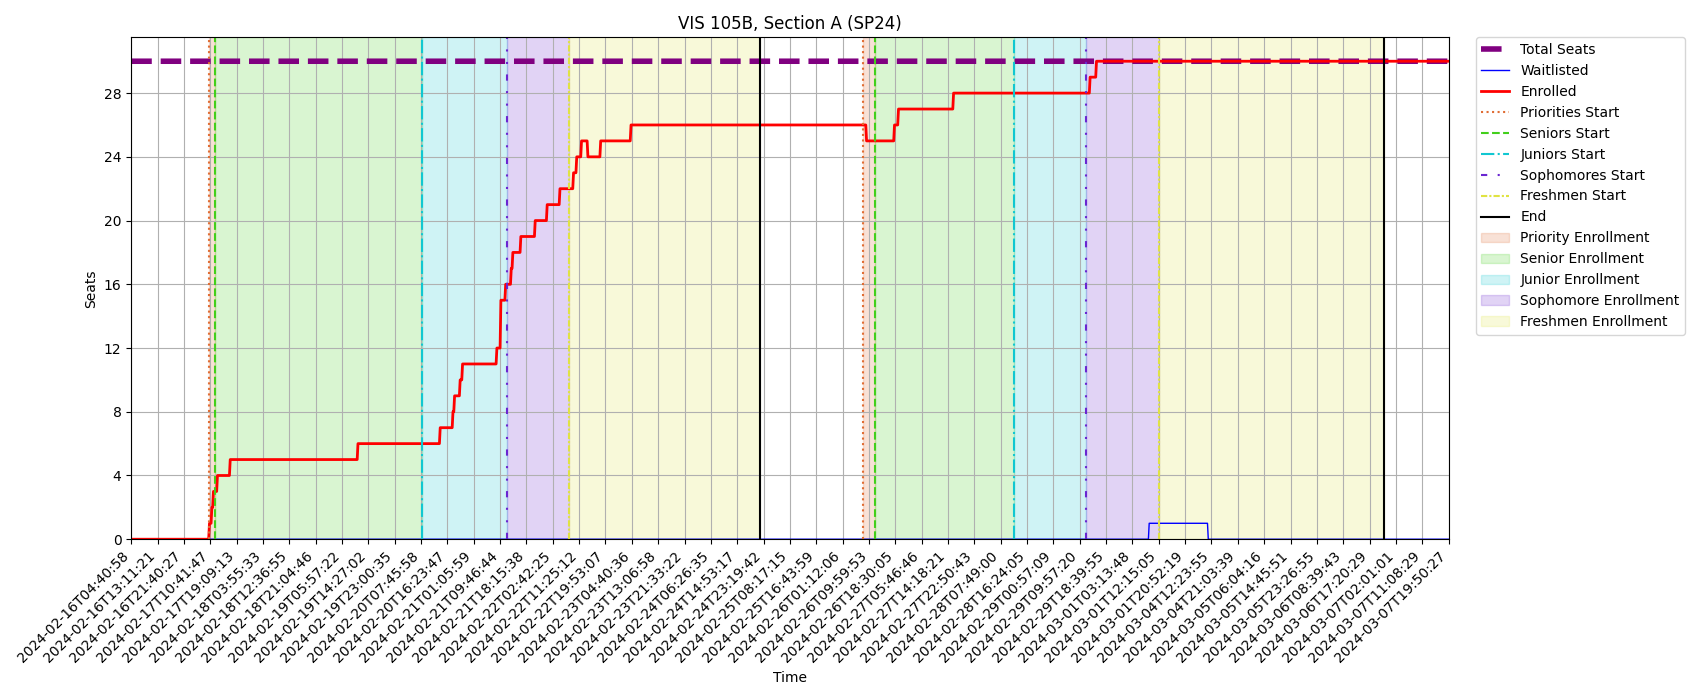 VIS 105B, Section A (SP24)
Total Seats
Waitlisted
Enrolled
Priorities Start
Seniors Start
Juniors Start
Sophomores Start
Freshmen Start
End
Priority Enrollment
Senior Enrollment
Junior Enrollment
Sophomore Enrollment
Freshmen Enrollment
Seats
28
24
20
16
12
8
4
0
2024-02-16T04:40:58
2024-02-16T13:11:21
2024-02-16T21:40:27
2024-02-17T10:41:47
2024-02-17T19:09:13
2024-02-18T03:55:33
2024-02-18T12:36:55
2024-02-18T21:04:46
2024-02-19T05:57:22
2024-02-19T14:27:02
2024-02-19T23:00:35
2024-02-20T07:45:58
2024-02-20T16:23:47
2024-02-21T01:05:59
2024-02-21T09:46:44
2024-02-21T18:15:38
2024-02-22T02:42:25
2024-02-22T11:25:12
2024-02-22T19:53:07
2024-02-23T04:40:36
2024-02-23T13:06:58
2024-02-23T21:33:22
2024-02-24T06:26:35
2024-02-24T14:53:17
2024-02-24T23:19:42
2024-02-25T08:17:15
2024-02-25T16:43:59
2024-02-26T01:12:06
2024-02-26T09:59:53
2024-02-26T18:30:05
2024-02-27T05:46:46
2024-02-27T14:18:21
2024-02-27T22:50:43
2024-02-28T07:49:00
2024-02-28T16:24:05
2024-02-29T00:57:09
2024-02-29T09:57:20
2024-02-29T18:39:55
2024-03-01T03:13:48
2024-03-01T12:15:05
2024-03-01T20:52:19
2024-03-04T12:23:55
2024-03-04T21:03:39
2024-03-05T06:04:16
2024-03-05T14:45:51
2024-03-05T23:26:55
2024-03-06T08:39:43
2024-03-06T17:20:29
2024-03-07T02:01:01
2024-03-07T11:08:29
2024-03-07T19:50:27
Time